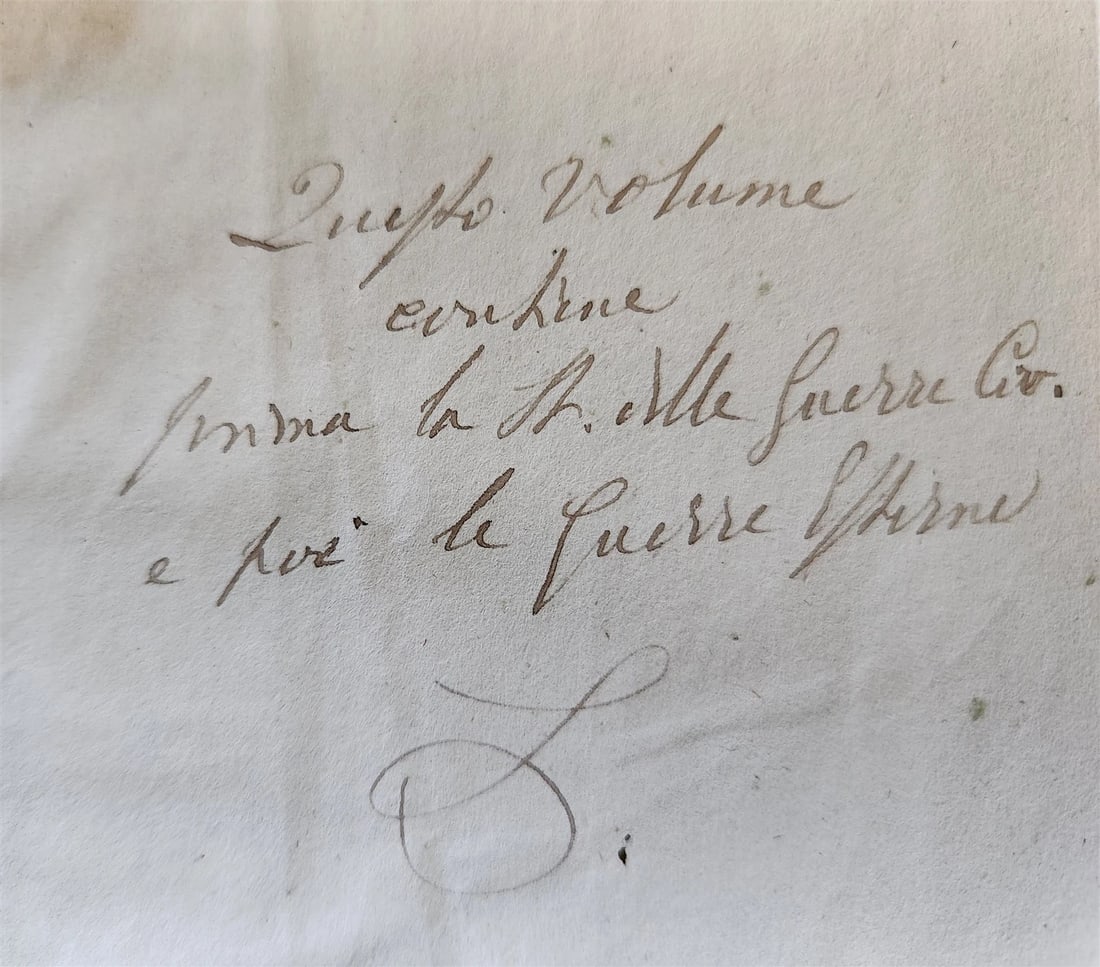 Questo Volume
contiene
prima la St. delle Guerre Civ.
e poi le Guerre Esterne